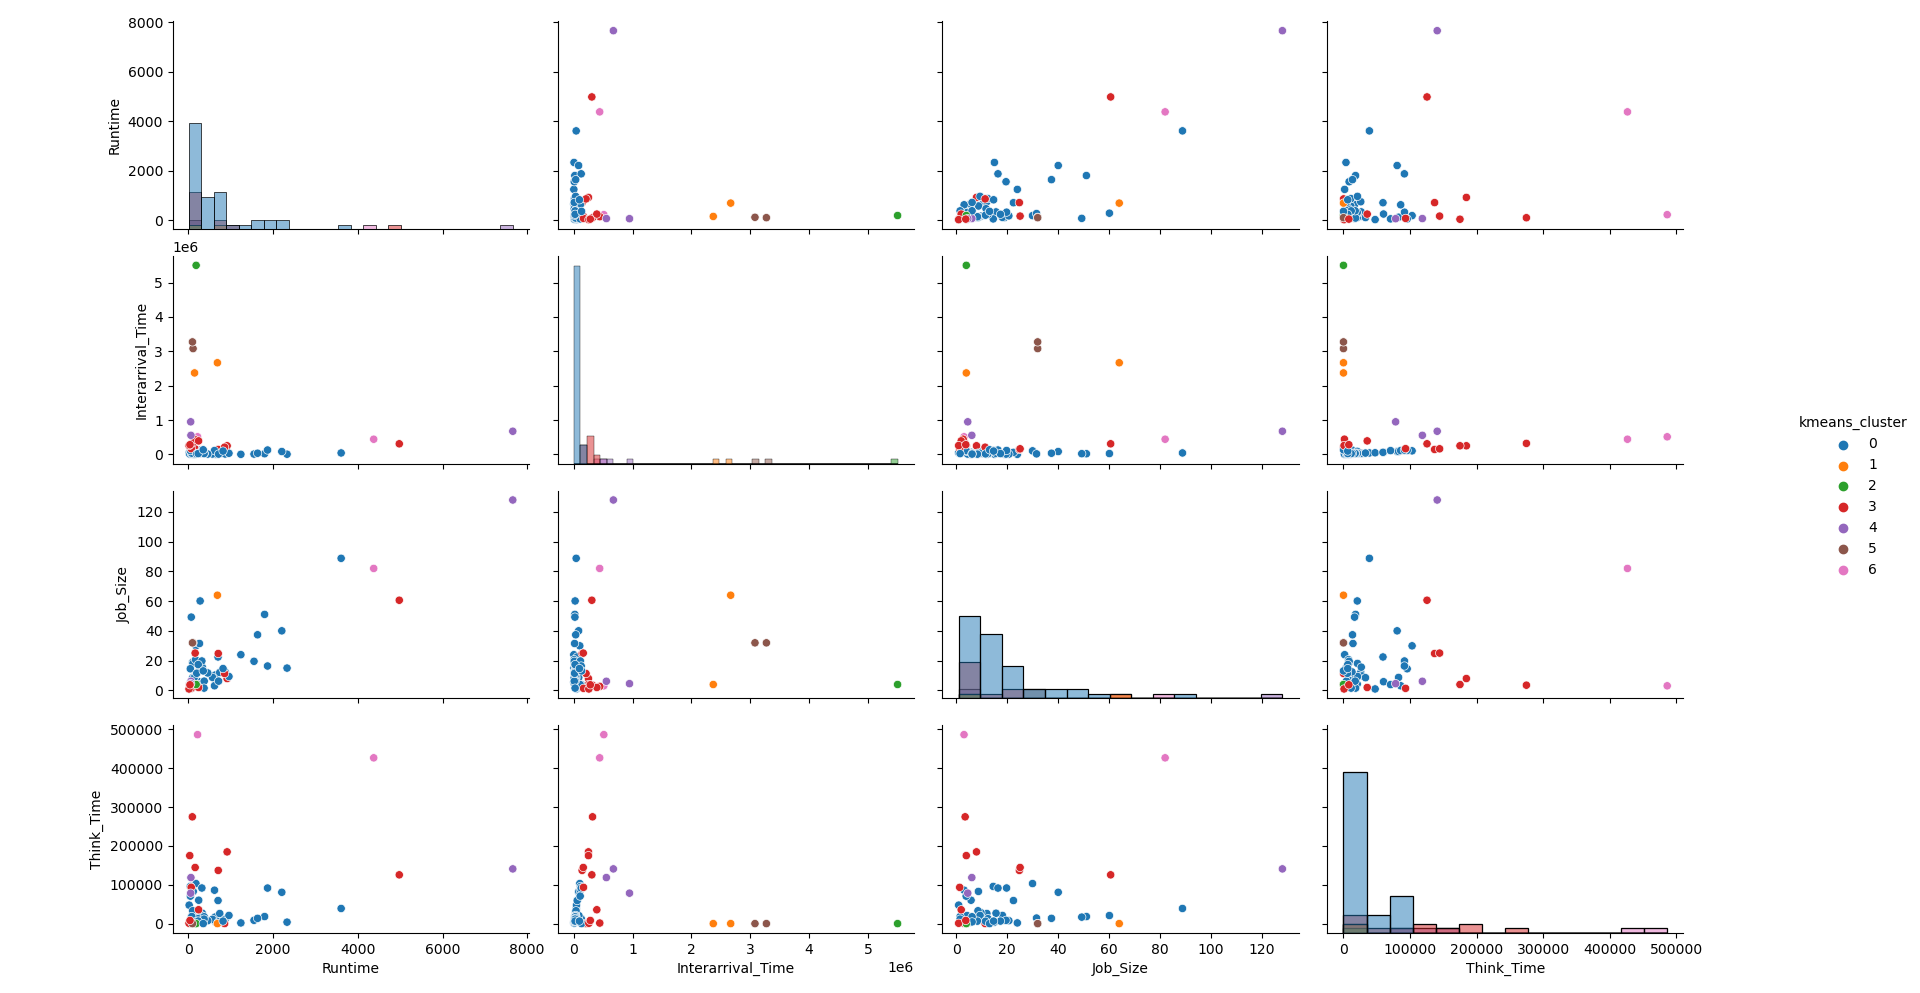 8000
6000
4000
2000
0
Runtime
1e6
5
4
3
2
1
0
Interarrival_Time
120
100
80
60
40
20
0
Job_Size
500000
400000
300000
200000
100000
0
Think_Time
0 2000 4000 6000 8000
Runtime
0 1 2 3 4 5
1e6
Interarrival_Time
0 20 40 60 80 100 120
Job_Size
0 100000 200000 300000 400000 500000
Think_Time
kmeans_cluster
0
1
2
3
4
5
6